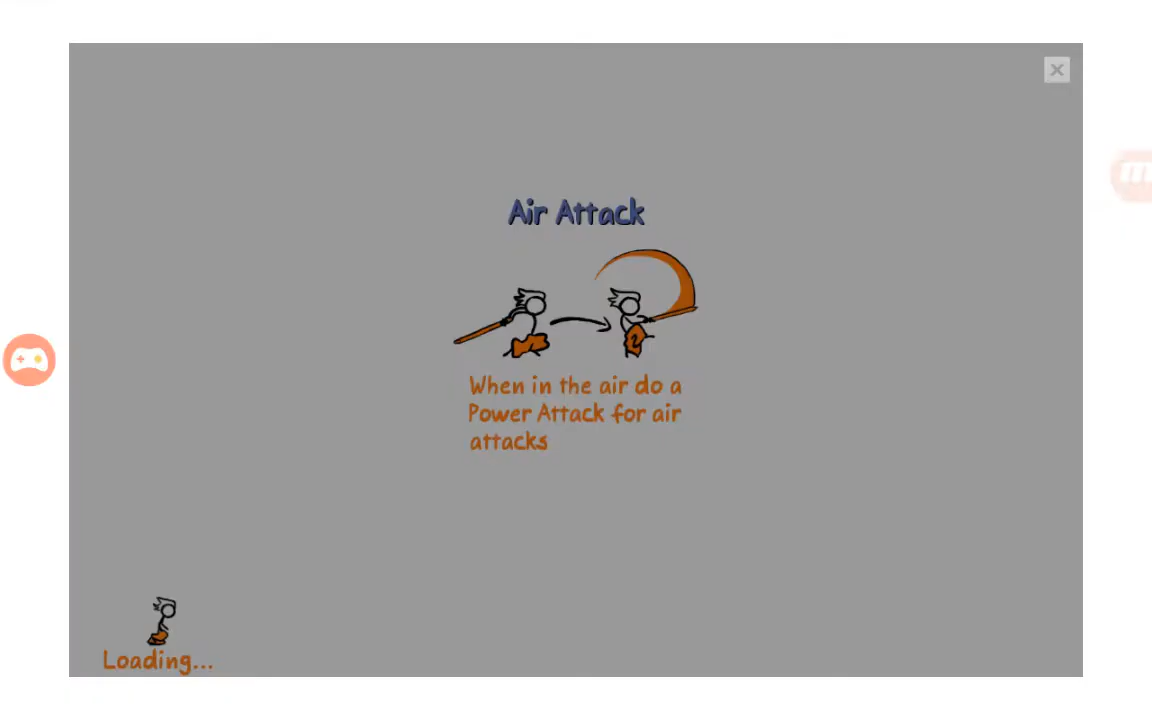 Air Attack
When in the air do a
Power Attack for air
attacks
Loading...